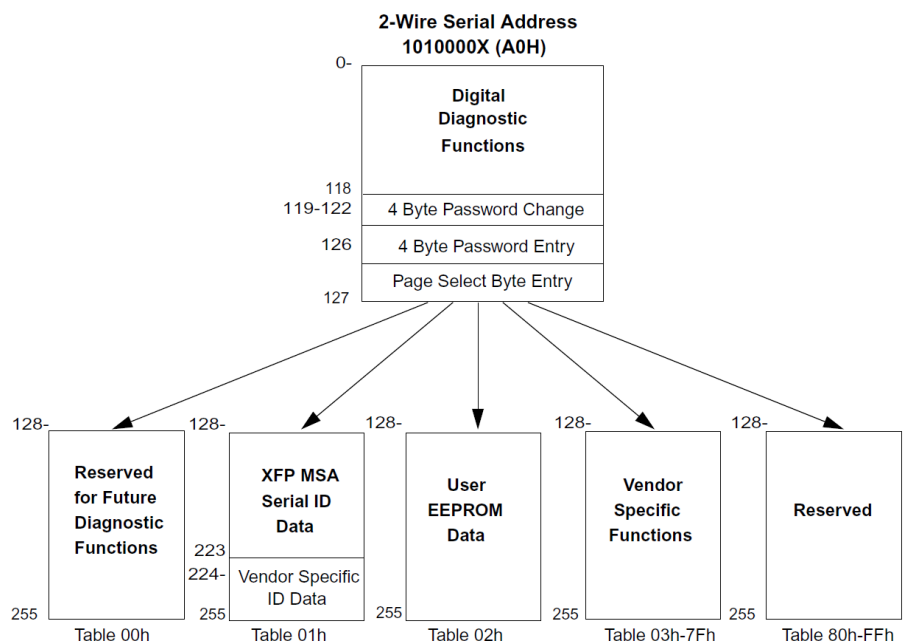 2-Wire Serial Address
1010000X (A0H)
0-
Digital
Diagnostic
Functions
118
119-122
4 Byte Password Change
126
4 Byte Password Entry
Page Select Byte Entry
127
128-
Reserved
for Future
Diagnostic
Functions
255
Table 00h
128-
XFP MSA
Serial ID
Data
223
224-
Vendor Specific
ID Data
255
Table 01h
128-
User
EEPROM
Data
255
Table 02h
128-
Vendor
Specific
Functions
255
Table 03h-7Fh
128-
Reserved
255
Table 80h-FFh